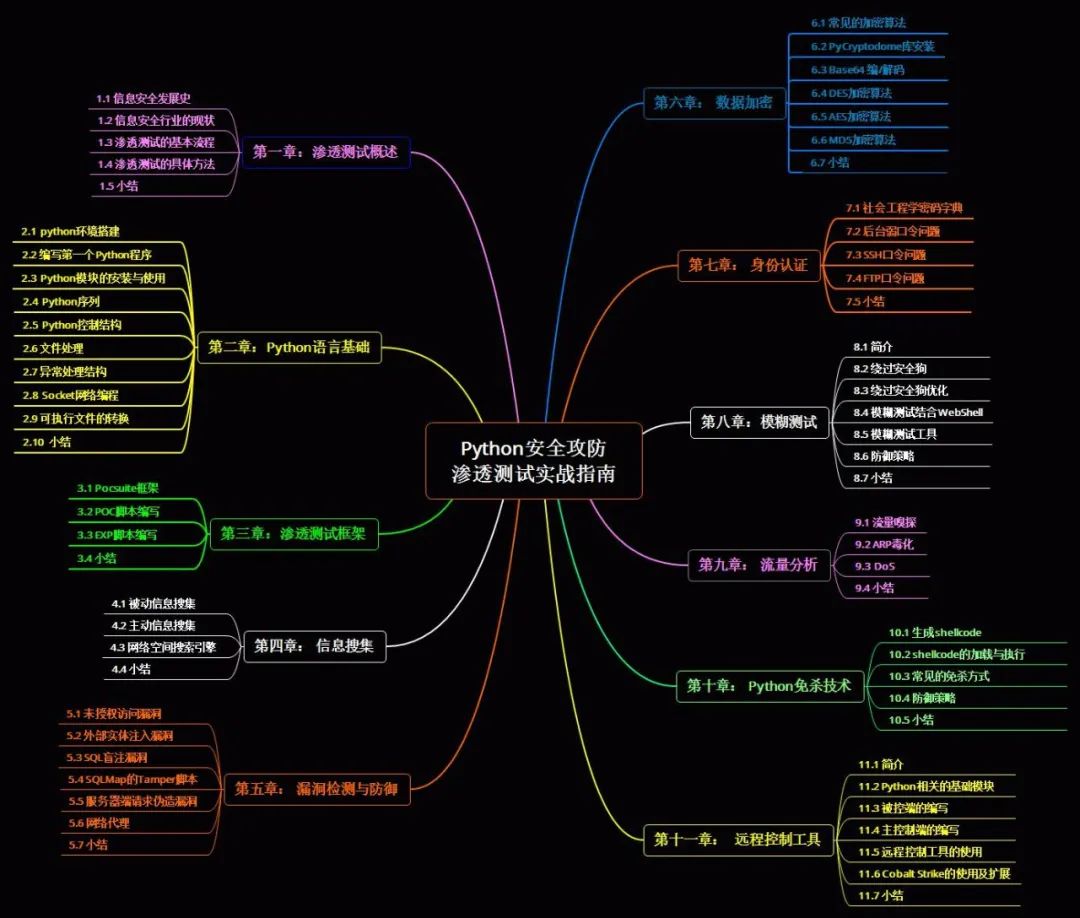 Python安全攻防
渗透测试实战指南
第一章：渗透测试概述
1.1 信息安全发展史
1.2 信息安全行业的现状
1.3 渗透测试的基本流程
1.4 渗透测试的具体方法
1.5 小结
第二章：Python语言基础
2.1 python环境搭建
2.2 编写第一个Python程序
2.3 Python模块的安装与使用
2.4 Python序列
2.5 Python控制结构
2.6 文件处理
2.7 异常处理结构
2.8 Socket网络编程
2.9 可执行文件的转换
2.10 小结
第三章：渗透测试框架
3.1 Pocsuite框架
3.2 POC脚本编写
3.3 EXP脚本编写
3.4 小结
第四章：信息搜集
4.1 被动信息搜集
4.2 主动信息搜集
4.3 网络空间搜索引擎
4.4 小结
第五章：漏洞检测与防御
5.1 未授权访问漏洞
5.2 外部实体注入漏洞
5.3 SQL盲注漏洞
5.4 SQLMap的Tamper脚本
5.5 服务器端请求伪造漏洞
5.6 网络代理
5.7 小结
第六章：数据加密
6.1 常见的加密算法
6.2 PyCryptodome库安装
6.3 Base64 编/解码
6.4 DES加密算法
6.5 AES加密算法
6.6 MD5加密算法
6.7 小结
第七章：身份认证
7.1 社会工程学密码字典
7.2 后台弱口令问题
7.3 SSH口令问题
7.4 FTP口令问题
7.5 小结
第八章：模糊测试
8.1 简介
8.2 绕过安全狗
8.3 绕过安全狗优化
8.4 模糊测试结合WebShell
8.5 模糊测试工具
8.6 防御策略
8.7 小结
第九章：流量分析
9.1 流量嗅探
9.2 ARP毒化
9.3 DoS
9.4 小结
第十章：Python免杀技术
10.1 生成shellcode
10.2 shellcode的加载与执行
10.3 常见的免杀方式
10.4 防御策略
10.5 小结
第十一章：远程控制工具
11.1 简介
11.2 Python相关的基础模块
11.3 被控端的编写
11.4 主控制端的编写
11.5 远程控制工具的使用
11.6 Cobalt Strike的使用及扩展
11.7 小结